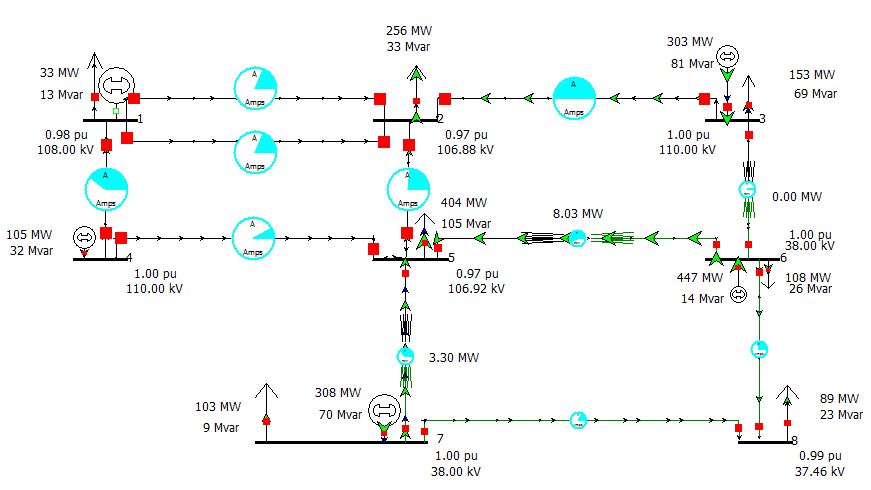 256 MW
33 Mvar
303 MW
81 Mvar
33 MW
13 Mvar
A
Amps
153 MW
69 Mvar
A
Amps
1
2
3
0.98 pu
108.00 kV
A
Amps
0.97 pu
106.88 kV
1.00 pu
110.00 kV
A
Amps
A
Amps
404 MW
105 Mvar
8.03 MW
0.00 MW
105 MW
32 Mvar
A
Amps
1.00 pu
38.00 kV
4
5
6
1.00 pu
110.00 kV
0.97 pu
106.92 kV
447 MW
14 Mvar
108 MW
26 Mvar
3.30 MW
Amps
103 MW
9 Mvar
308 MW
70 Mvar
89 MW
23 Mvar
7
8
1.00 pu
38.00 kV
0.99 pu
37.46 kV